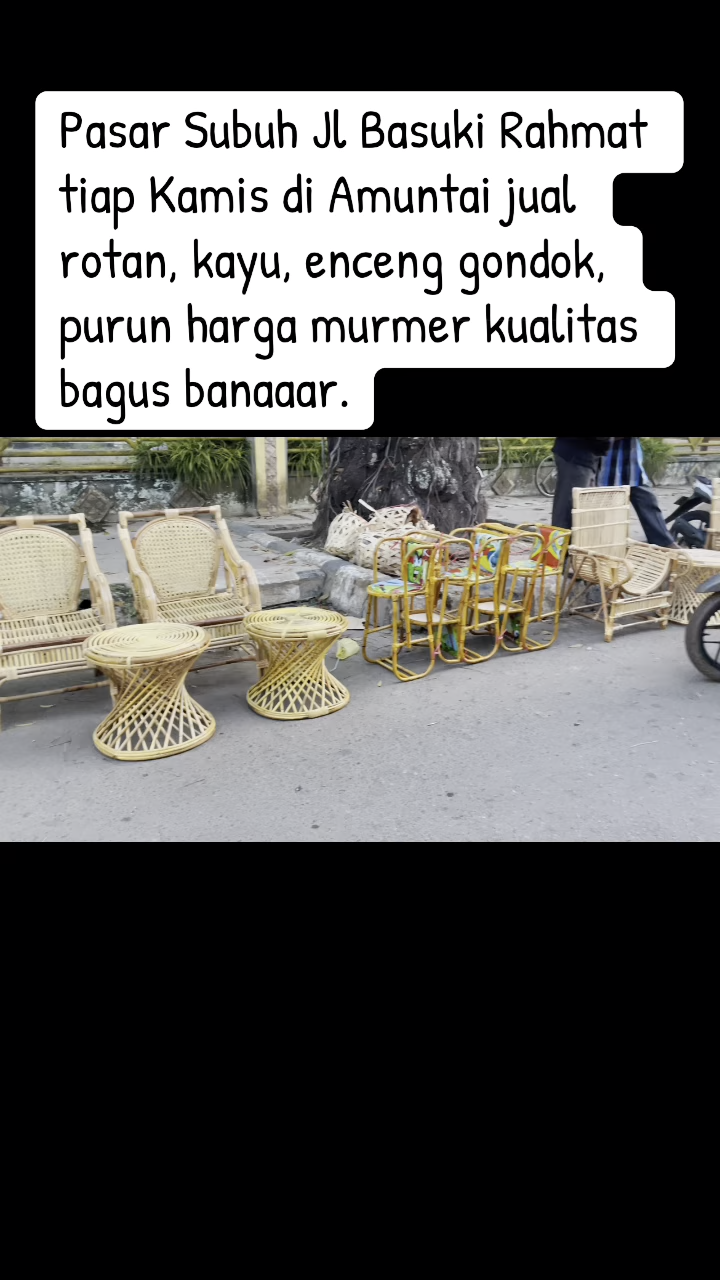 Pasar Subuh Jl Basuki Rahmat
tiap Kamis di Amuntai jual
rotan, kayu, enceng gondok,
purun harga murmer kualitas
bagus banaaar.